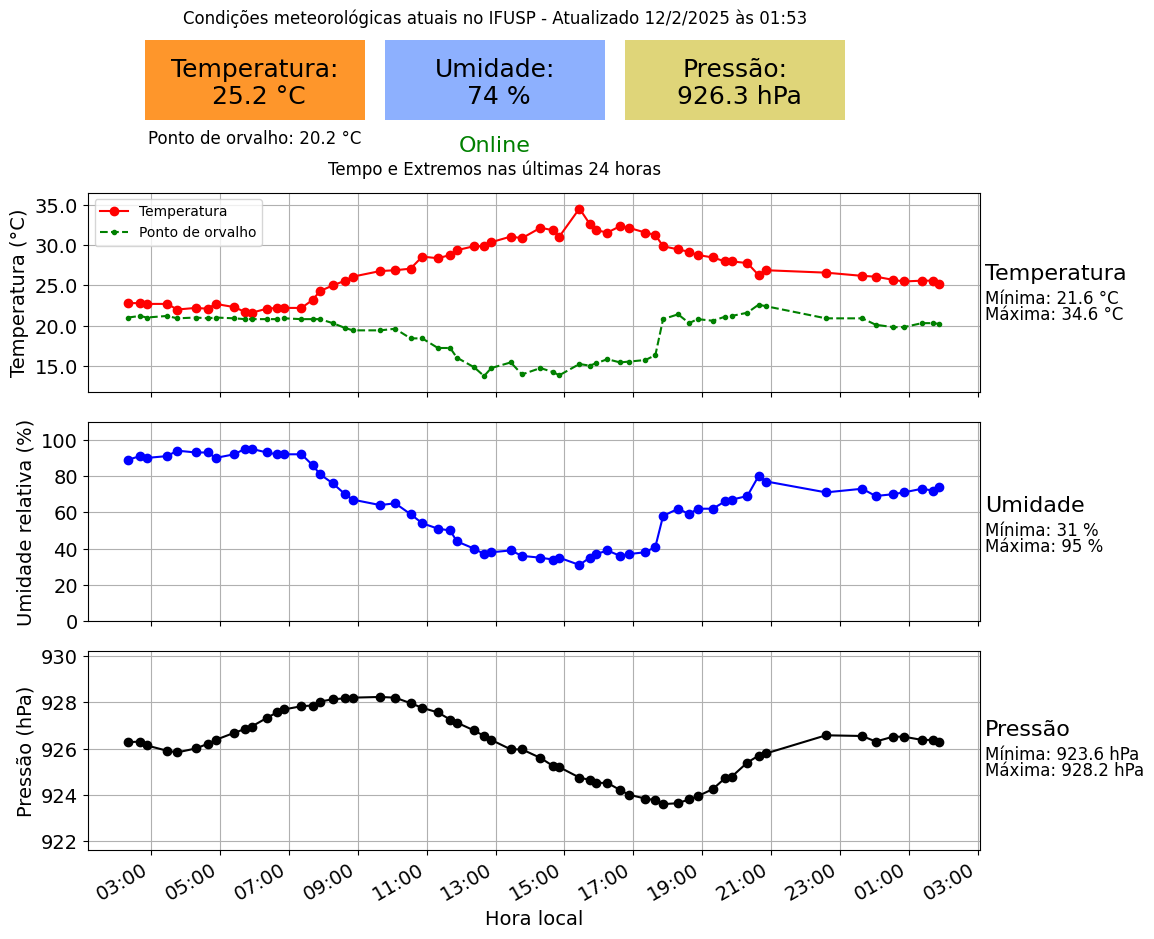 Condições meteorológicas atuais no IFUSP - Atualizado 12/2/2025 às 01:53
Temperatura:
25.2 °C
Umidade:
74 %
Pressão:
926.3 hPa
Ponto de orvalho: 20.2 °C
Online
Tempo e Extremos nas últimas 24 horas
Temperatura (°C)
35.0
30.0
25.0
20.0
15.0
Temperatura
Ponto de orvalho
Temperatura
Mínima: 21.6 °C
Máxima: 34.6 °C
Umidade relativa (%)
100
80
60
40
20
0
Umidade
Mínima: 31 %
Máxima: 95 %
Pressão (hPa)
930
928
926
924
922
Pressão
Mínima: 923.6 hPa
Máxima: 928.2 hPa
03:00 05:00 07:00 09:00 11:00 13:00 15:00 17:00 19:00 21:00 23:00 01:00 03:00
Hora local